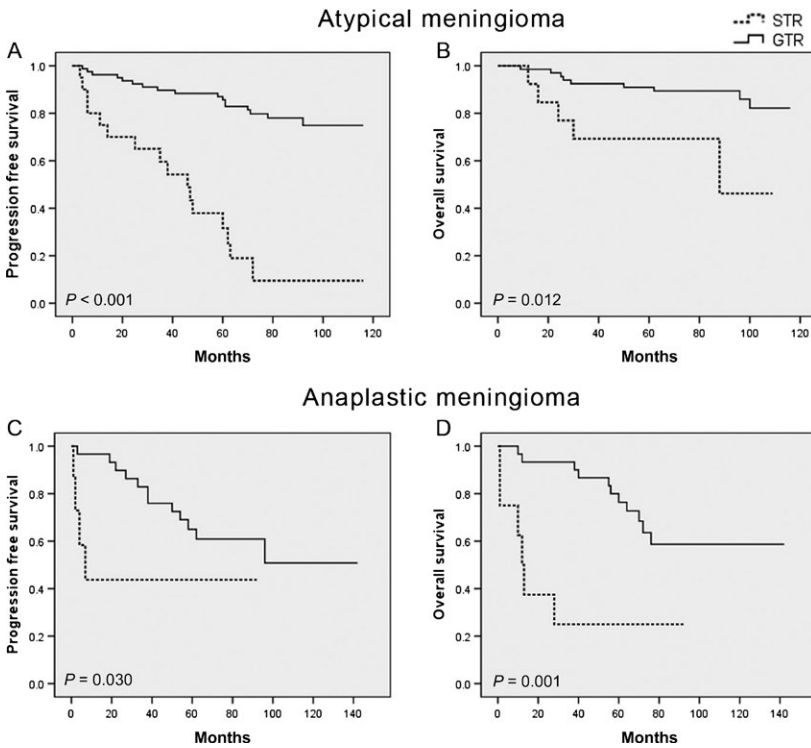 Atypical meningioma
STR
GTR
A
1.0
0.8
0.6
0.4
0.2
0.0
Progression free survival
P < 0.001
0 20 40 60 80 100 120
Months
B
1.0
0.8
0.6
0.4
0.2
0.0
Overall survival
P = 0.012
0 20 40 60 80 100 120
Months
Anaplastic meningioma
C
1.0
0.8
0.6
0.4
0.2
0.0
Progression free survival
P = 0.030
0 20 40 60 80 100 120 140
Months
D
1.0
0.8
0.6
0.4
0.2
0.0
Overall survival
P = 0.001
0 20 40 60 80 100 120 140
Months